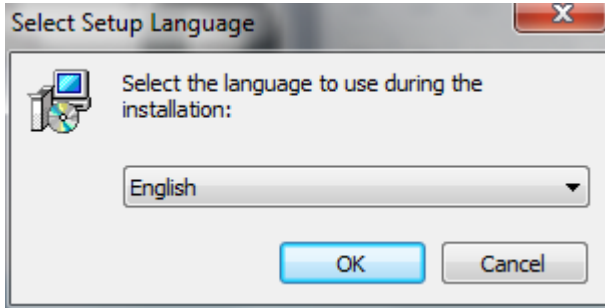 Select Setup Language
Select the language to use during the
installation:
English
OK
Cancel